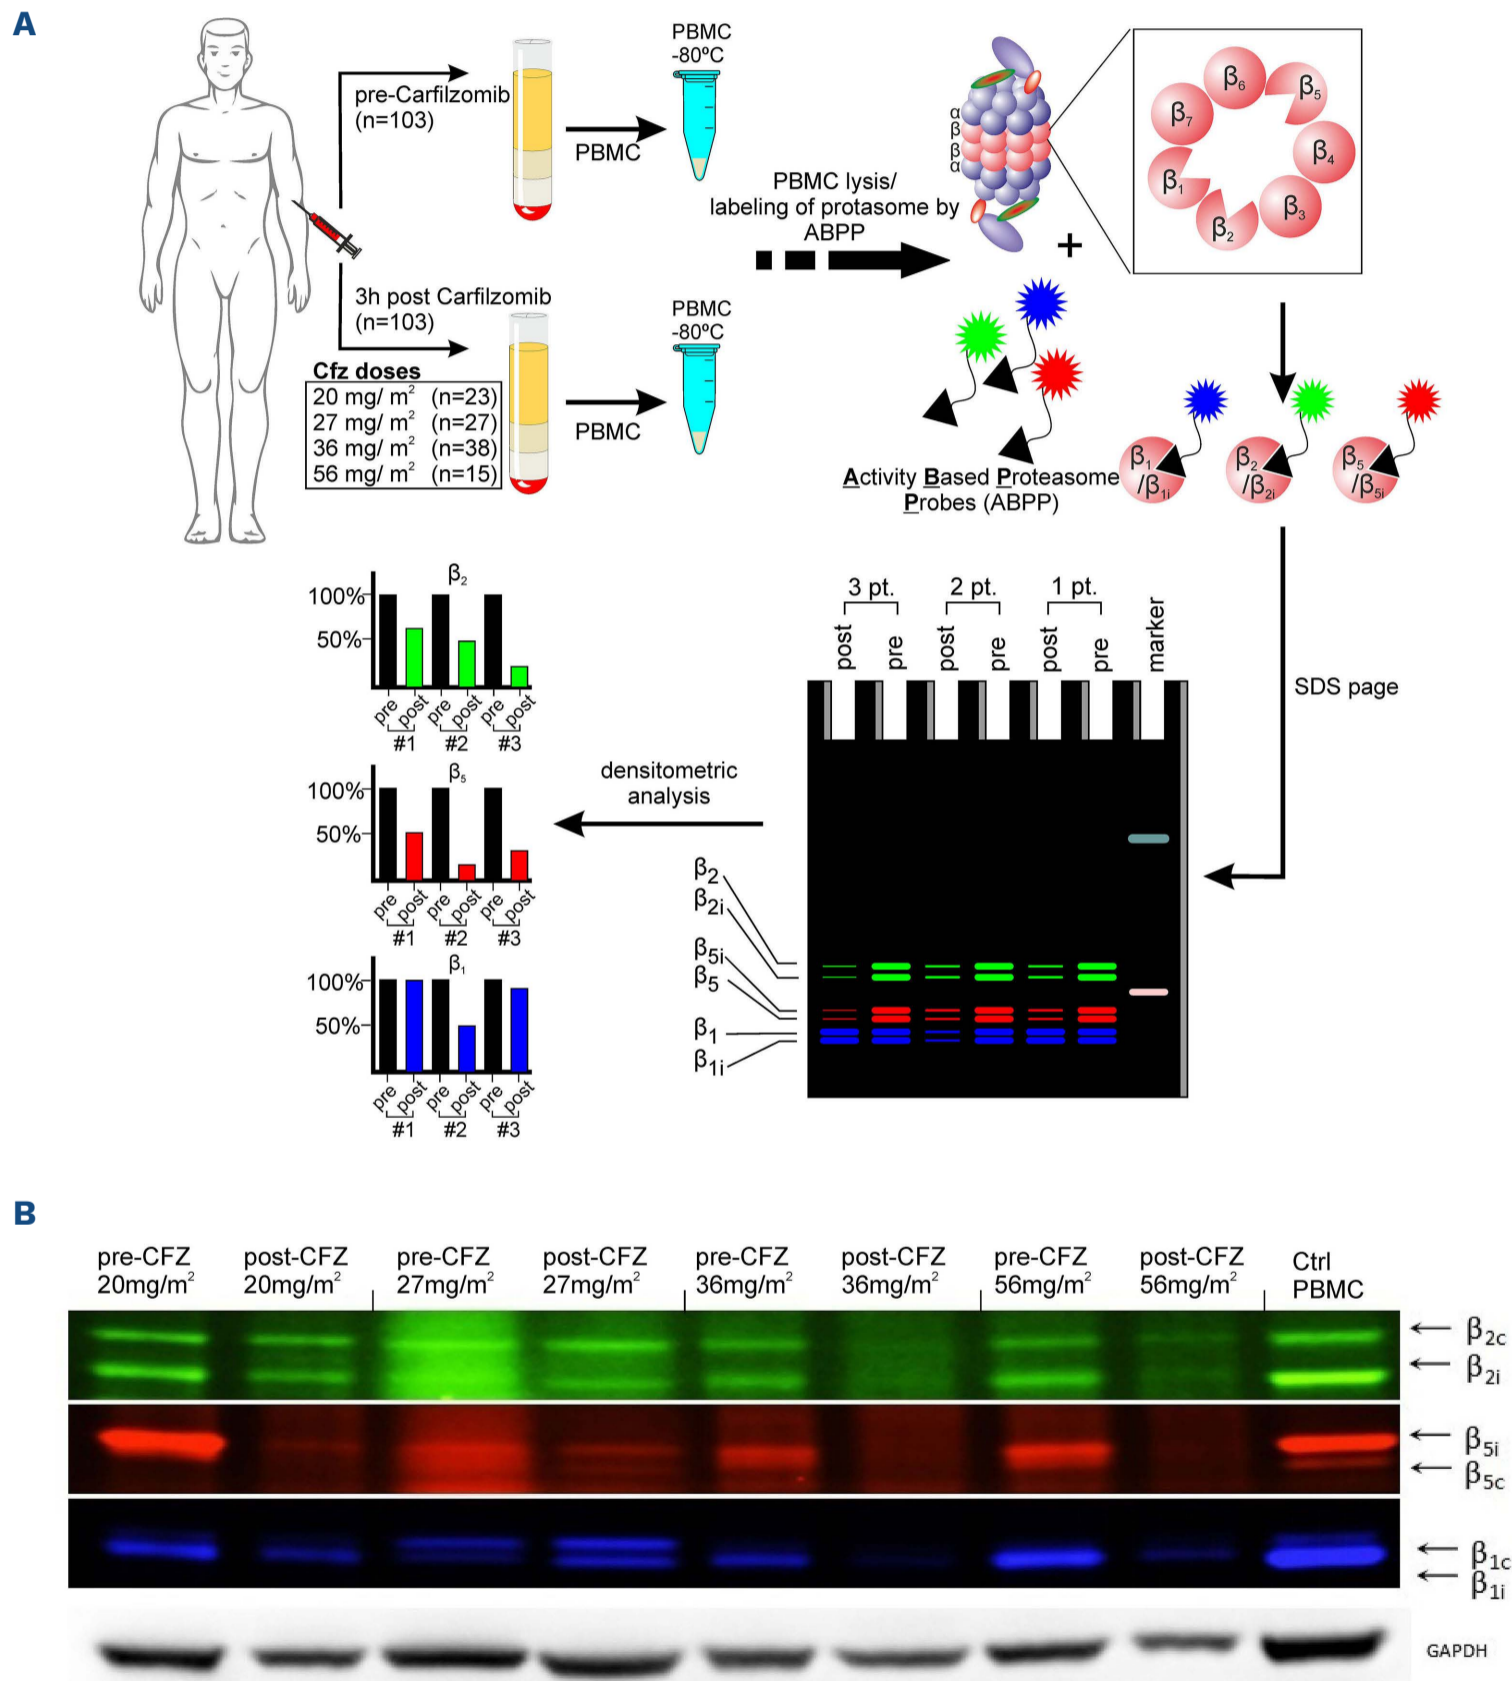 A
pre-Carfilzomib
(n=103)
PBMC
PBMC
-80ºC
3h post Carfilzomib
(n=103)
Cfz doses
20 mg/ m² (n=23)
27 mg/ m² (n=27)
36 mg/ m² (n=38)
56 mg/ m² (n=15)
PBMC
PBMC
-80ºC
PBMC lysis/
labeling of protasome by
ABPP
α
β
β
α
+
β6
β5
β7
β4
β1
β3
β2
Activity Based Proteasome
Probes (ABPP)
β1
/β1i
β2
/β2i
β5
/β5i
SDS page
3 pt.
2 pt.
1 pt.
post
pre
post
pre
post
pre
marker
β2
β2i
β5i
β5
β1
β1i
densitometric
analysis
β2
100%
50%
pre post pre post pre post
#1 #2 #3
β5
100%
50%
pre post pre post pre post
#1 #2 #3
β1
100%
50%
pre post pre post pre post
#1 #2 #3
B
pre-CFZ
20mg/m²
post-CFZ
20mg/m²
pre-CFZ
27mg/m²
post-CFZ
27mg/m²
pre-CFZ
36mg/m²
post-CFZ
36mg/m²
pre-CFZ
56mg/m²
post-CFZ
56mg/m²
Ctrl
PBMC
β2c
β2i
β5i
β5c
β1c
β1i
GAPDH